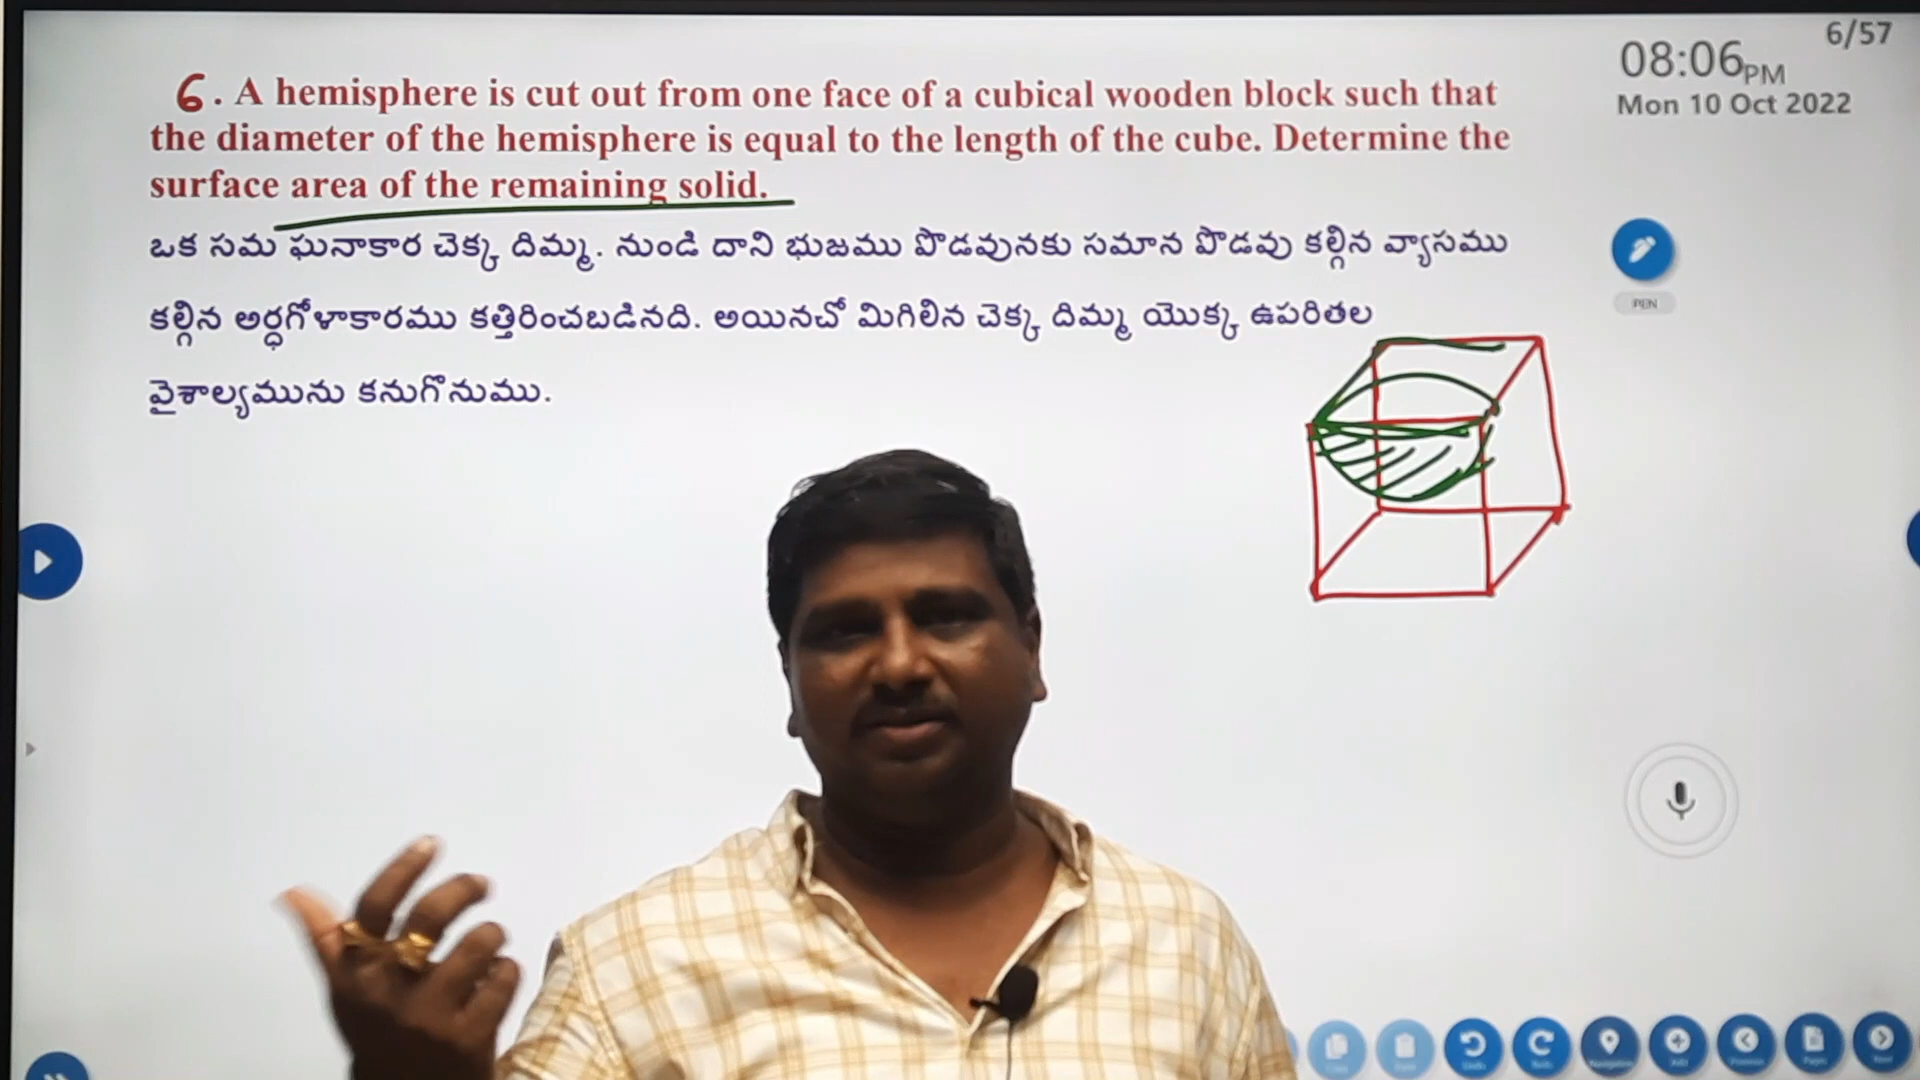 6/57
08:06PM
Mon 10 Oct 2022
6. A hemisphere is cut out from one face of a cubical wooden block such that
the diameter of the hemisphere is equal to the length of the cube. Determine the
surface area of the remaining solid.
ఒక సమ ఘనాకార చెక్క దిమ్మ. నుండి దాని భుజము పొడవునకు సమాన పొడవు కల్గిన వ్యాసము
కల్గిన అర్ధగోళాకారము కత్తిరించబడినది. అయినచో మిగిలిన చెక్క దిమ్మ యొక్క ఉపరితల
వైశాల్యమును కనుగొనుము.
PEN